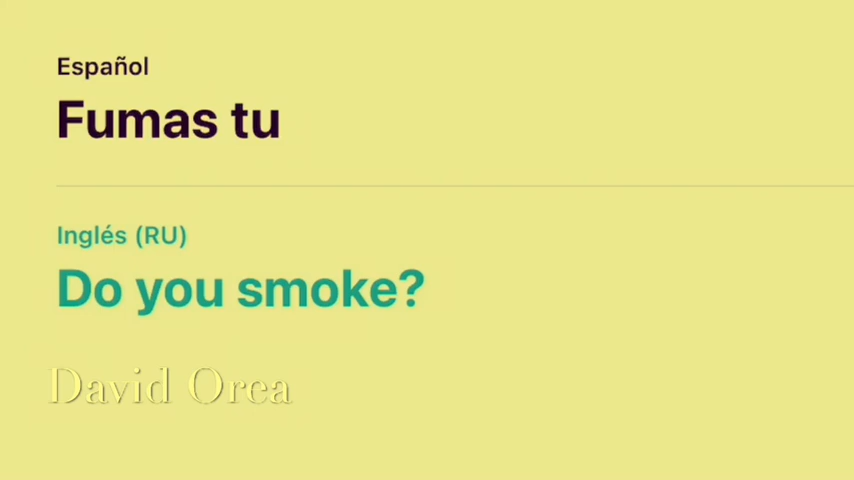 Español
Fumas tu
Inglés (RU)
Do you smoke?
David Orea